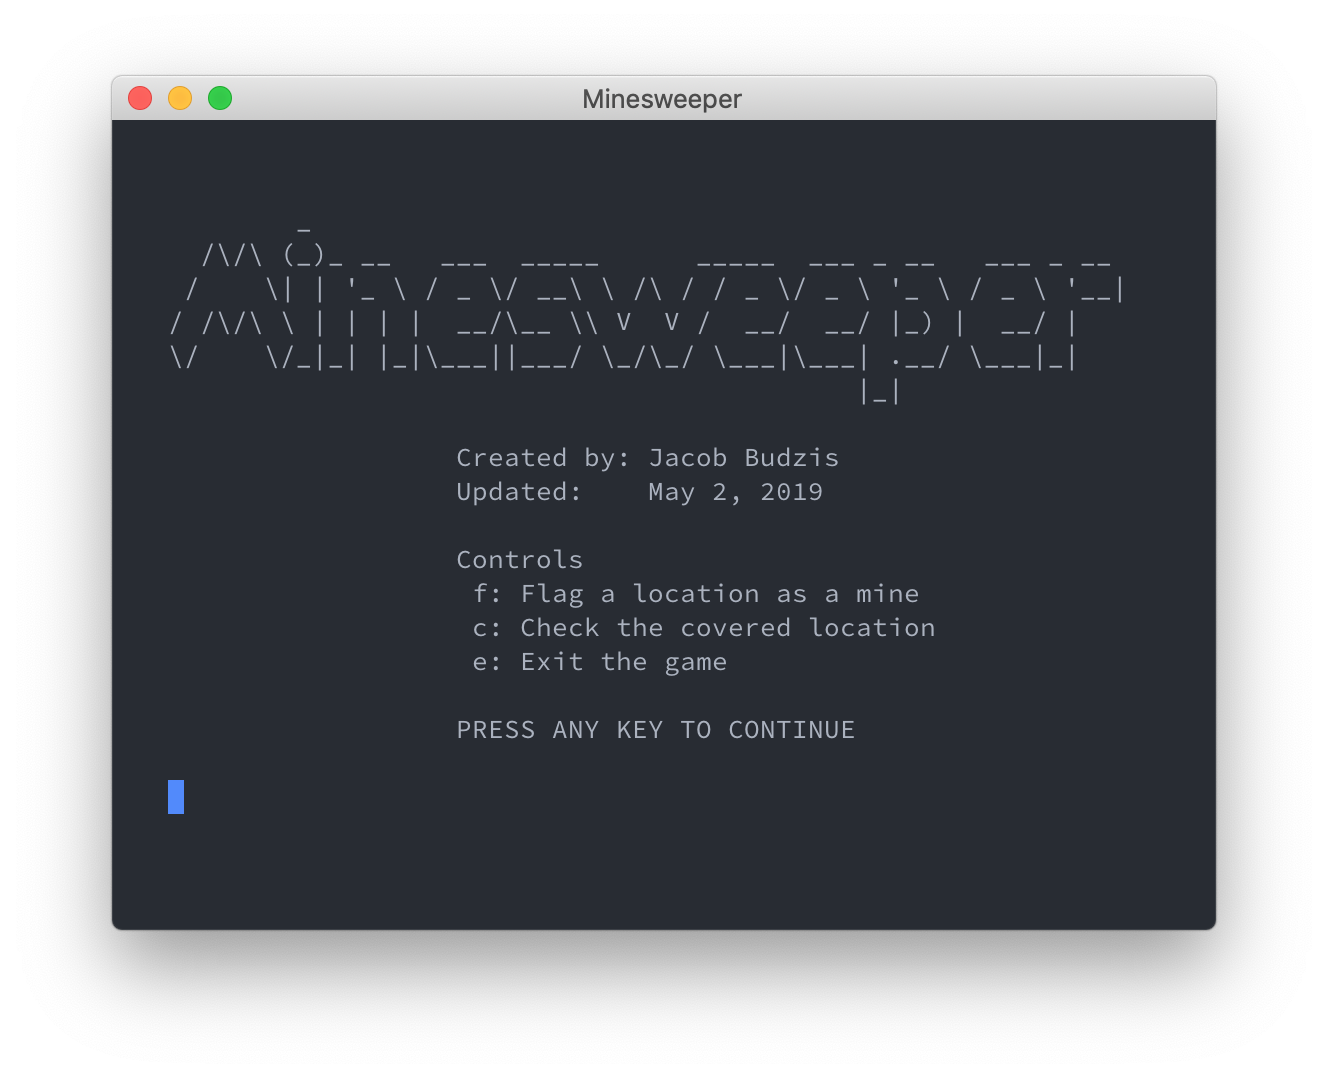 Minesweeper
        _
  /\/\ (_)_ __   ___  _____      _____  ___ _ __   ___ _ __
 /    \| | '_ \ / _ \/ __\ \ /\ / / _ \/ _ \ '_ \ / _ \ '__|
/ /\/\ \ | | | |  __/\__ \\ V  V /  __/  __/ |_) |  __/ |
\/    \/_|_| |_|\___||___/ \_/\_/ \___|\___| .__/ \___|_|
                                           |_|
Created by: Jacob Budzis
Updated:    May 2, 2019
Controls
f: Flag a location as a mine
c: Check the covered location
e: Exit the game
PRESS ANY KEY TO CONTINUE